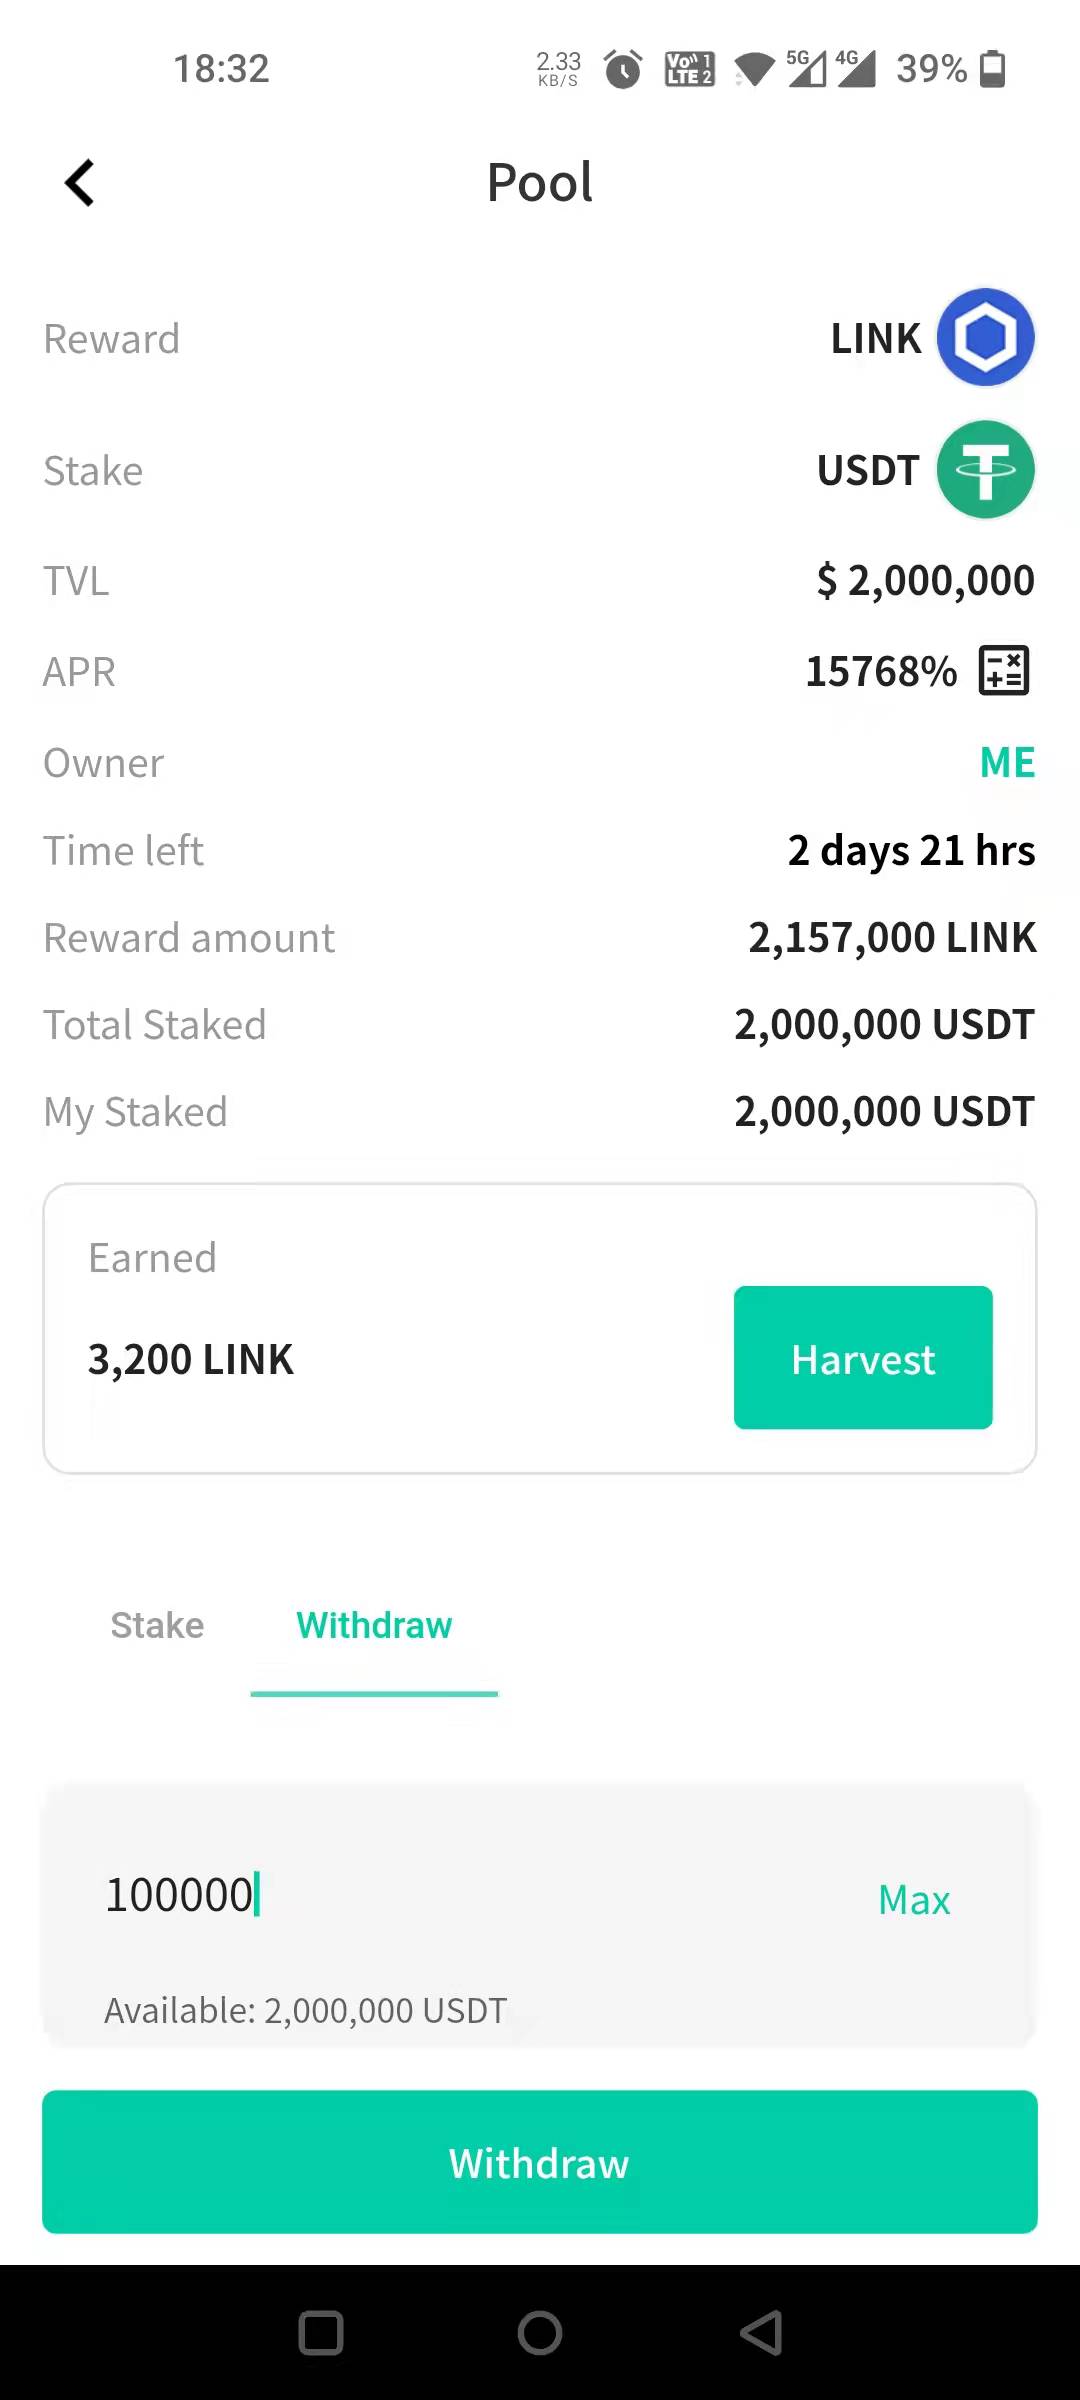 18:32 2.33 KB/S Vo)) 1 LTE 2 5G 4G 39%
Pool
Reward LINK
Stake USDT
TVL $ 2,000,000
APR 15768%
Owner ME
Time left 2 days 21 hrs
Reward amount 2,157,000 LINK
Total Staked 2,000,000 USDT
My Staked 2,000,000 USDT
Earned
3,200 LINK Harvest
Stake Withdraw
100000 Max
Available: 2,000,000 USDT
Withdraw